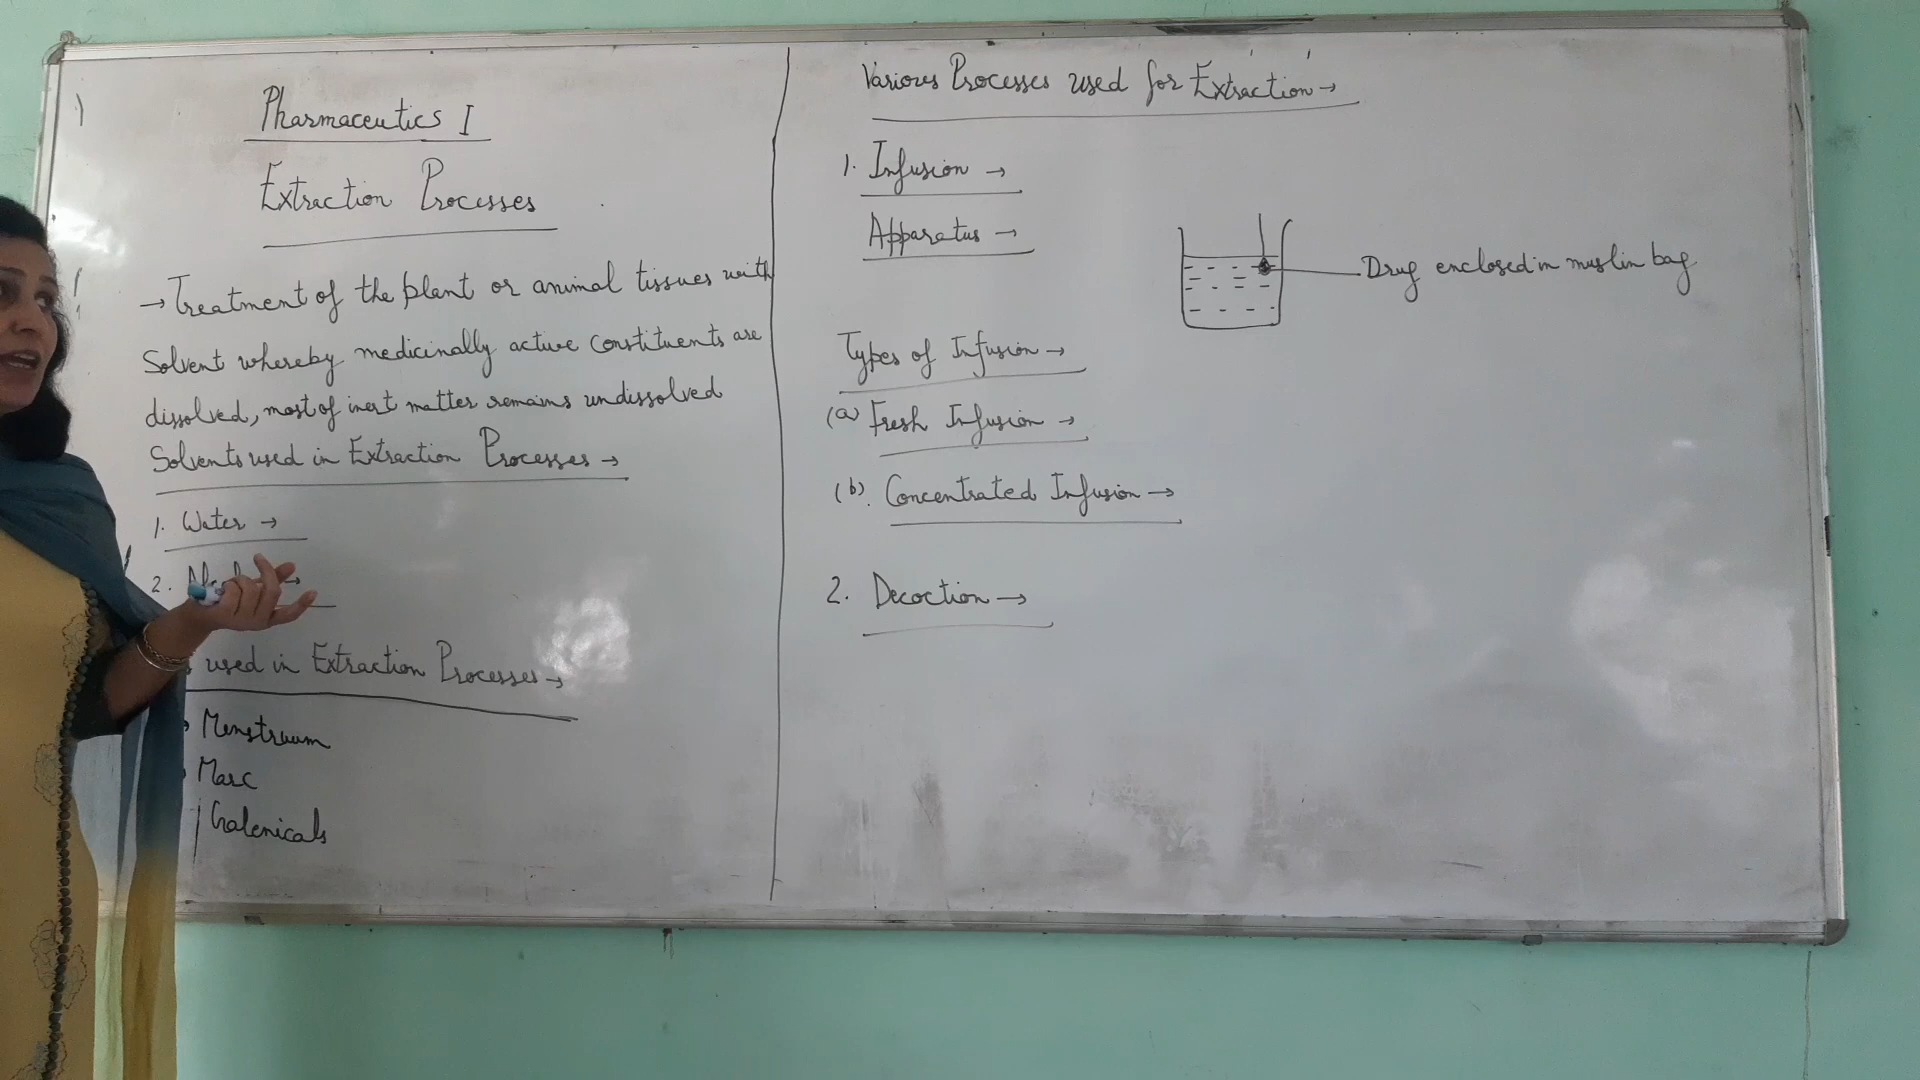 Pharmaceutics I
Extraction Processes
→ Treatment of the plant or animal tissues with
Solvent whereby medicinally active constituents are
dissolved, most of inert matter remains undissolved
Solvents used in Extraction Processes →
1. Water →
2. →
used in Extraction Processes →
Menstruum
Marc
Galenicals
Various Processes used for Extraction →
1. Infusion →
Apparatus →
Drug enclosed in muslin bag
Types of Infusion →
(a) Fresh Infusion →
(b). Concentrated Infusion →
2. Decoction →